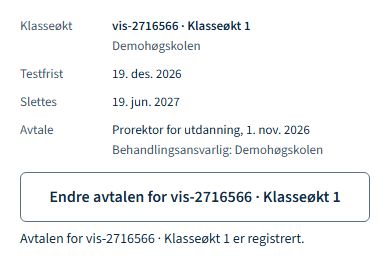 Klasseøkt vis-2716566 · Klasseøkt 1
Demohøgskolen
Testfrist 19. des. 2026
Slettes 19. jun. 2027
Avtale Prorektor for utdanning, 1. nov. 2026
Behandlingsansvarlig: Demohøgskolen
Endre avtalen for vis-2716566 · Klasseøkt 1
Avtalen for vis-2716566 · Klasseøkt 1 er registrert.